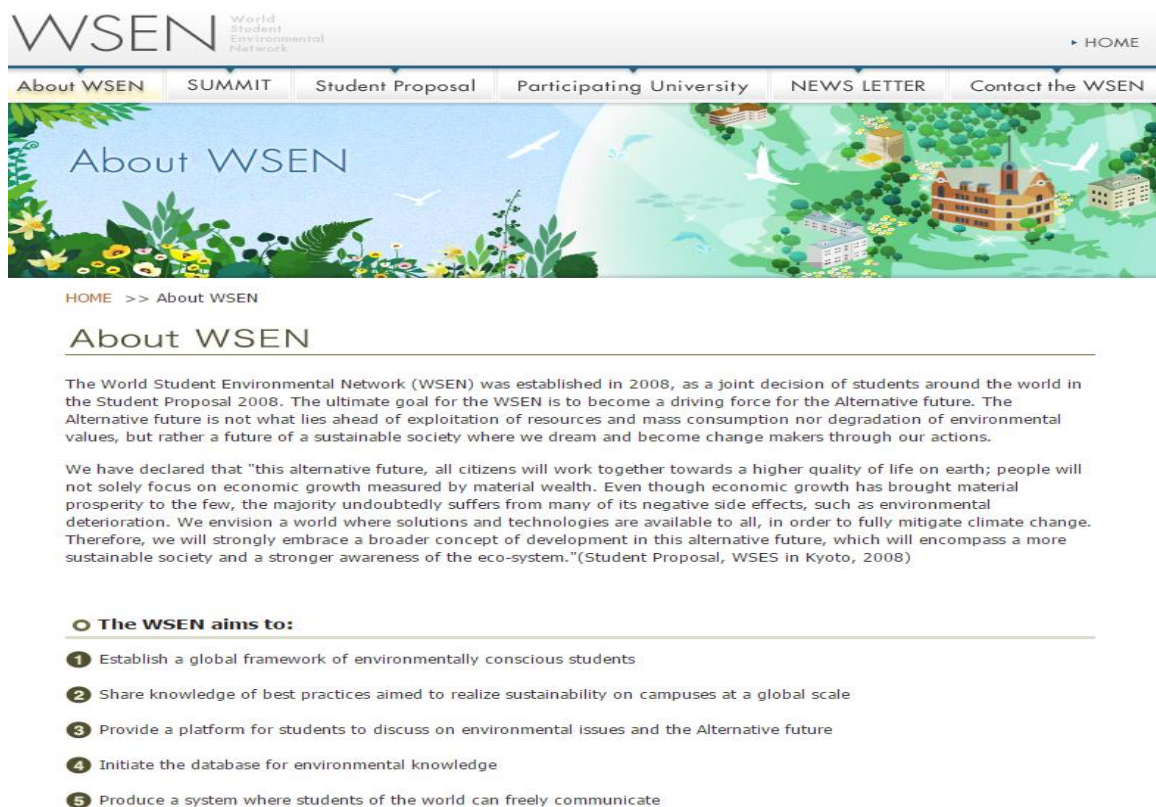 WSEN
World
Student
Environmental
Network
HOME
About WSEN
SUMMIT
Student Proposal
Participating University
NEWS LETTER
Contact the WSEN
About WSEN
HOME >> About WSEN
About WSEN
The World Student Environmental Network (WSEN) was established in 2008, as a joint decision of students around the world in
the Student Proposal 2008. The ultimate goal for the WSEN is to become a driving force for the Alternative future. The
Alternative future is not what lies ahead of exploitation of resources and mass consumption nor degradation of environmental
values, but rather a future of a sustainable society where we dream and become change makers through our actions.
We have declared that "this alternative future, all citizens will work together towards a higher quality of life on earth; people will
not solely focus on economic growth measured by material wealth. Even though economic growth has brought material
prosperity to the few, the majority undoubtedly suffers from many of its negative side effects, such as environmental
deterioration. We envision a world where solutions and technologies are available to all, in order to fully mitigate climate change.
Therefore, we will strongly embrace a broader concept of development in this alternative future, which will encompass a more
sustainable society and a stronger awareness of the eco-system."(Student Proposal, WSES in Kyoto, 2008)
The WSEN aims to:
1 Establish a global framework of environmentally conscious students
2 Share knowledge of best practices aimed to realize sustainability on campuses at a global scale
3 Provide a platform for students to discuss on environmental issues and the Alternative future
4 Initiate the database for environmental knowledge
5 Produce a system where students of the world can freely communicate